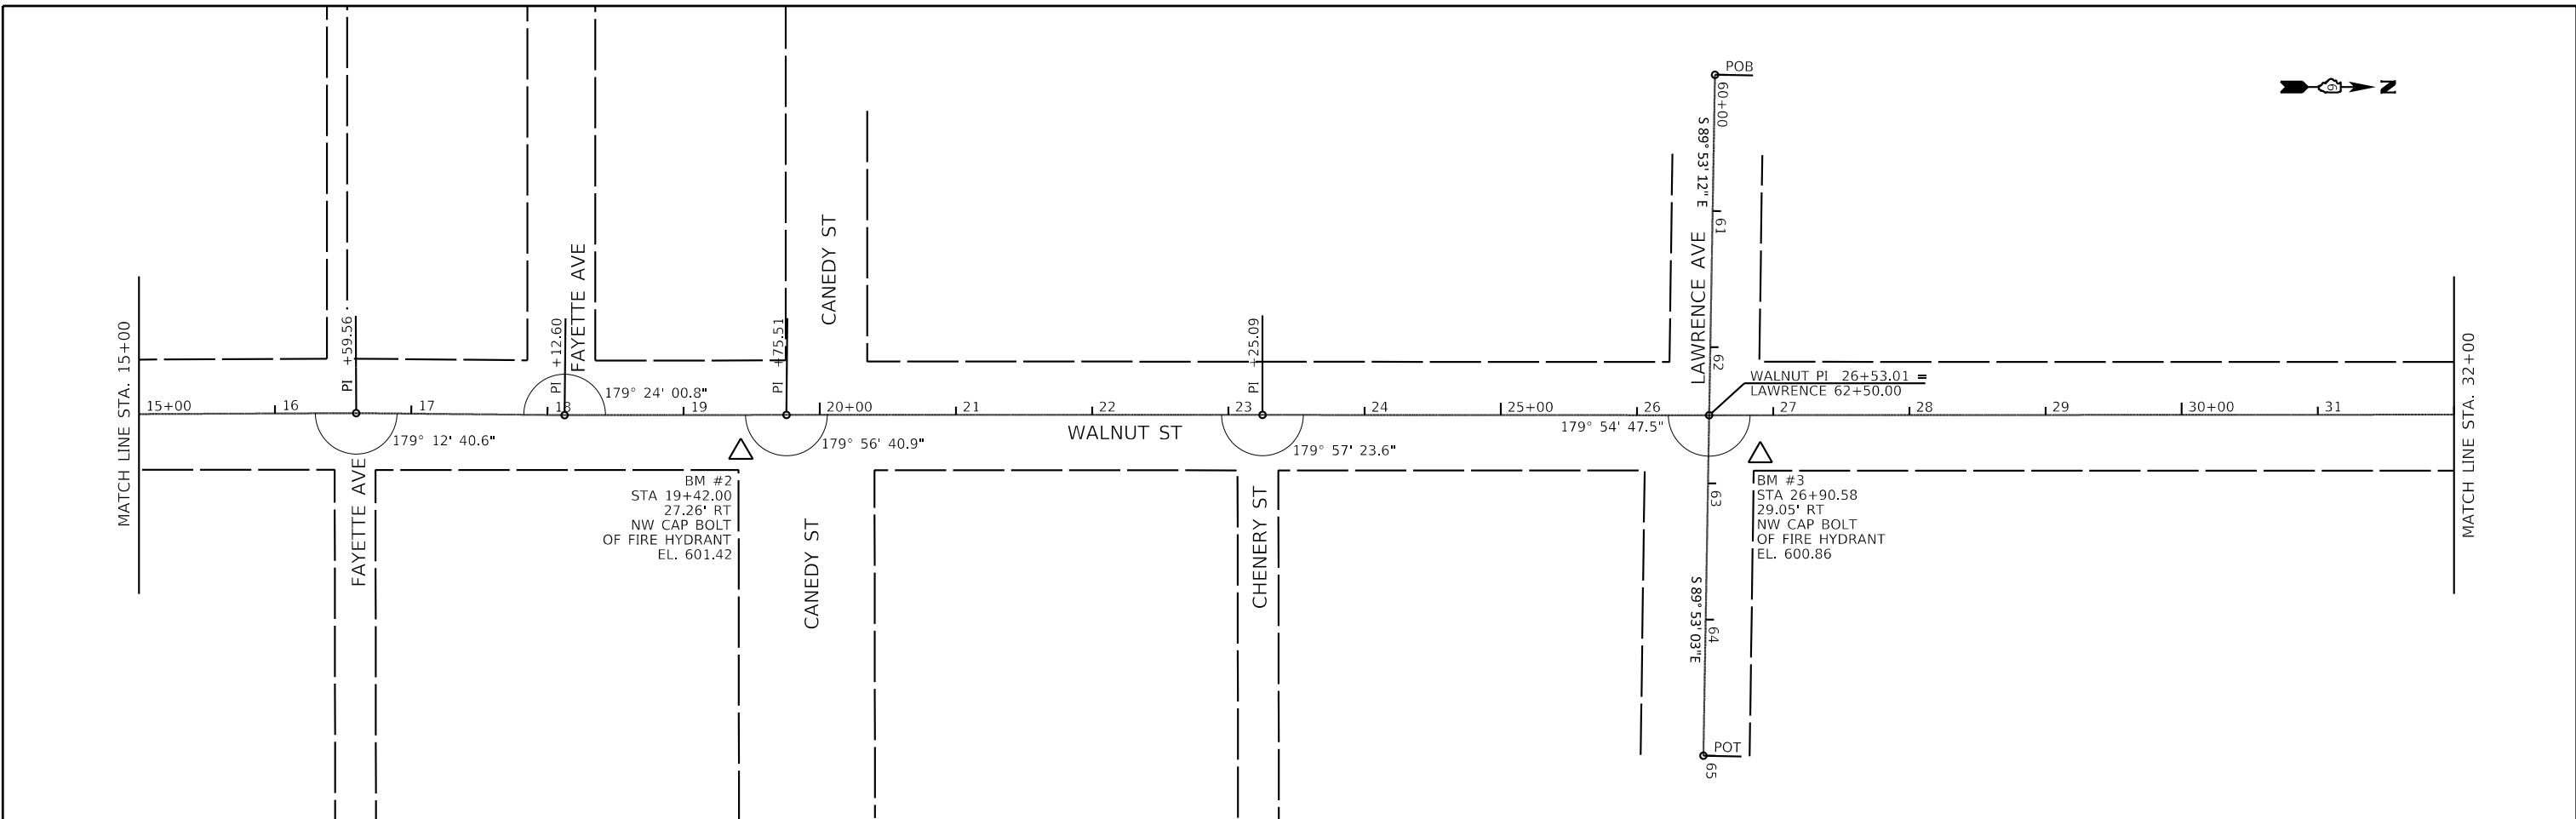 POB
60+00
S 89° 53' 12" E
61
LAWRENCE AVE
62
6
N
MATCH LINE STA. 15+00
PI +59.56
PI +12.60
FAYETTE AVE
PI +75.51
CANEDY ST
PI +25.09
WALNUT PI 26+53.01 =
LAWRENCE 62+50.00
MATCH LINE STA. 32+00
15+00
16
17
18
19
20+00
21
22
23
24
25+00
26
27
28
29
30+00
31
179° 24' 00.8"
179° 12' 40.6"
179° 56' 40.9"
WALNUT ST
179° 57' 23.6"
179° 54' 47.5"
FAYETTE AVE
BM #2
STA 19+42.00
27.26' RT
NW CAP BOLT
OF FIRE HYDRANT
EL. 601.42
CANEDY ST
CHENERY ST
63
BM #3
STA 26+90.58
29.05' RT
NW CAP BOLT
OF FIRE HYDRANT
EL. 600.86
S 89° 53' 03"E
64
POT
65